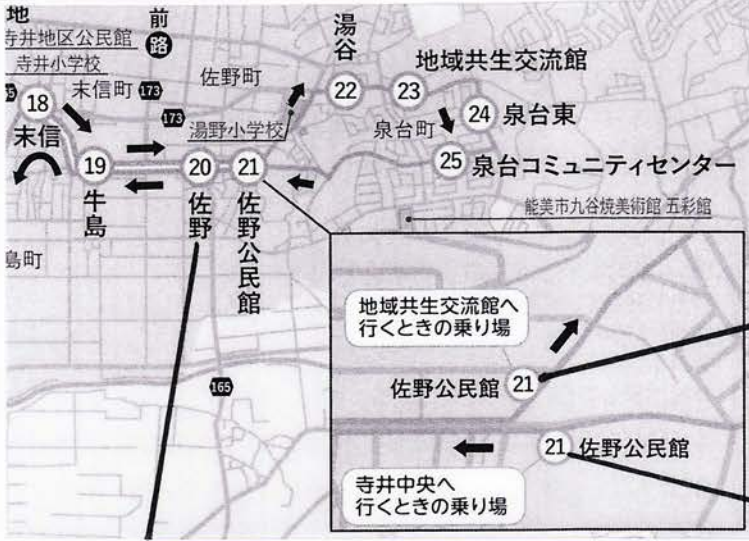 地
寺井地区公民館
寺井小学校
前
路
湯谷
地域共生交流館
佐野町
末信町
173
173
18
22
23
24
泉台東
末信
湯野小学校
泉台町
19
20
21
25
泉台コミュニティセンター
牛島
佐野
佐野公民館
能美市九谷焼美術館 五彩館
島町
165
地域共生交流館へ
行くときの乗り場
佐野公民館
21
21
佐野公民館
寺井中央へ
行くときの乗り場